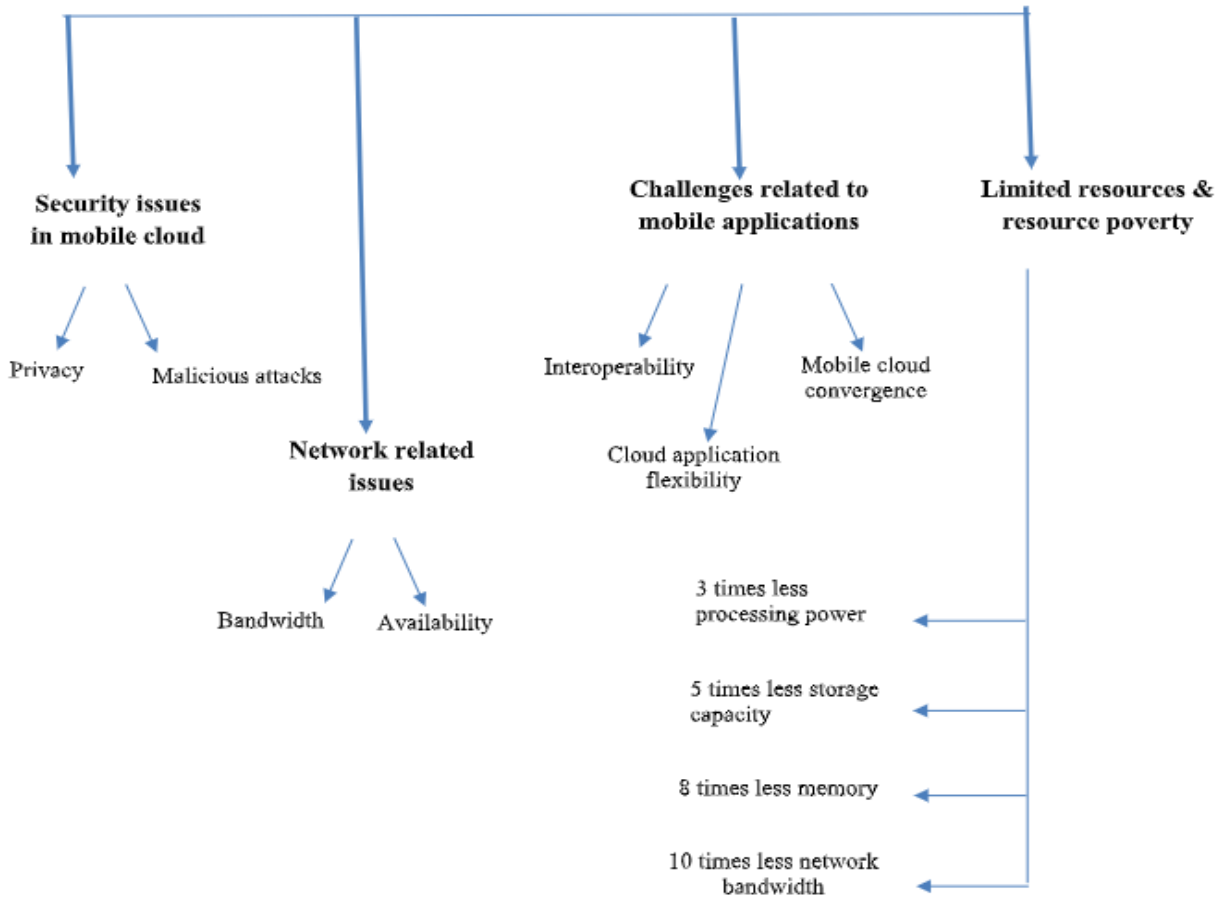 Security issues
in mobile cloud
Privacy
Malicious attacks
Network related
issues
Bandwidth
Availability
Challenges related to
mobile applications
Interoperability
Mobile cloud
convergence
Cloud application
flexibility
Limited resources &
resource poverty
3 times less
processing power
5 times less storage
capacity
8 times less memory
10 times less network
bandwidth